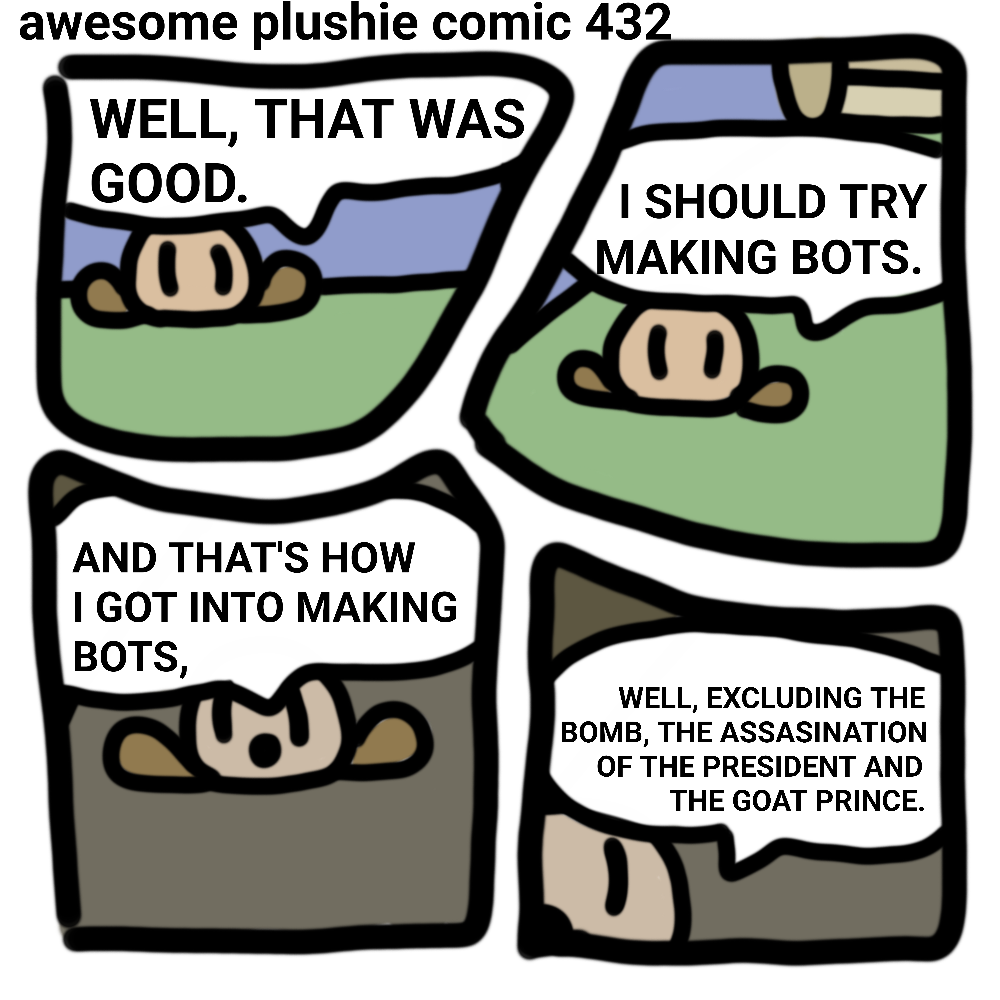 awesome plushie comic 432
WELL, THAT WAS
GOOD.
I SHOULD TRY
MAKING BOTS.
AND THAT'S HOW
I GOT INTO MAKING
BOTS,
WELL, EXCLUDING THE
BOMB, THE ASSASINATION
OF THE PRESIDENT AND
THE GOAT PRINCE.